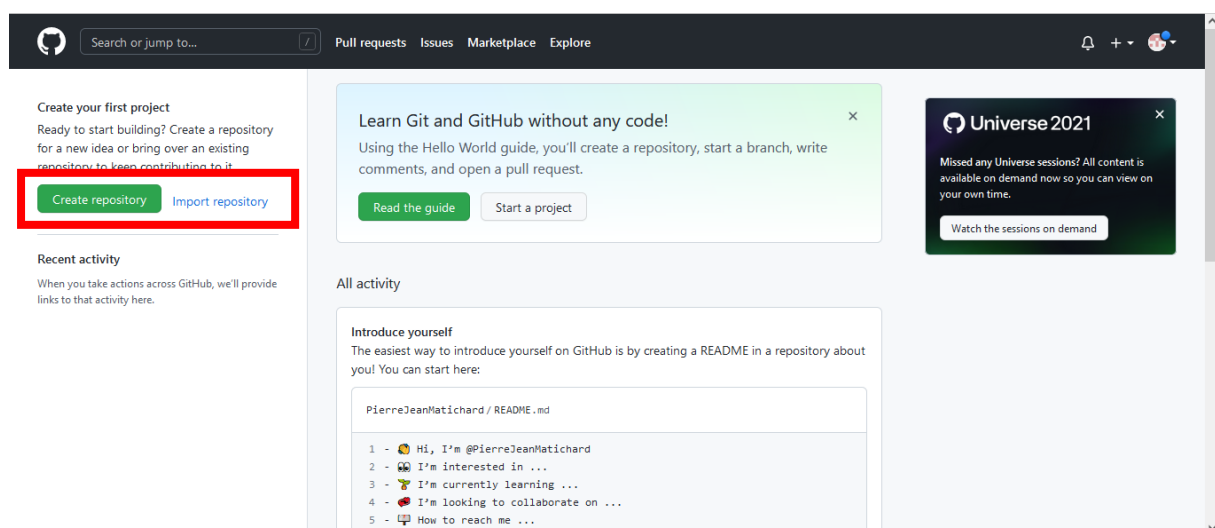 Search or jump to...
/
Pull requests Issues Marketplace Explore
Create your first project
Ready to start building? Create a repository
for a new idea or bring over an existing
repository to keep contributing to it.
Create repository
Import repository
Recent activity
When you take actions across GitHub, we'll provide
links to that activity here.
Learn Git and GitHub without any code!
Using the Hello World guide, you'll create a repository, start a branch, write
comments, and open a pull request.
Read the guide
Start a project
All activity
Introduce yourself
The easiest way to introduce yourself on GitHub is by creating a README in a repository about
you! You can start here:
PierreJeanMatichard / README.md
1 - 👋 Hi, I'm @PierreJeanMatichard
2 - 👀 I'm interested in ...
3 - 🌱 I'm currently learning ...
4 - 💞️ I'm looking to collaborate on ...
5 - 📫 How to reach me ...
Universe 2021
Missed any Universe sessions? All content is
available on demand now so you can view on
your own time.
Watch the sessions on demand